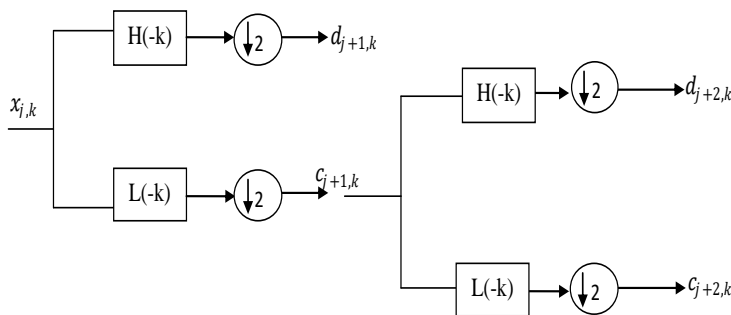 H(-k)
↓2
d_{j+1,k}
x_{j,k}
L(-k)
↓2
c_{j+1,k}
H(-k)
↓2
d_{j+2,k}
L(-k)
↓2
c_{j+2,k}